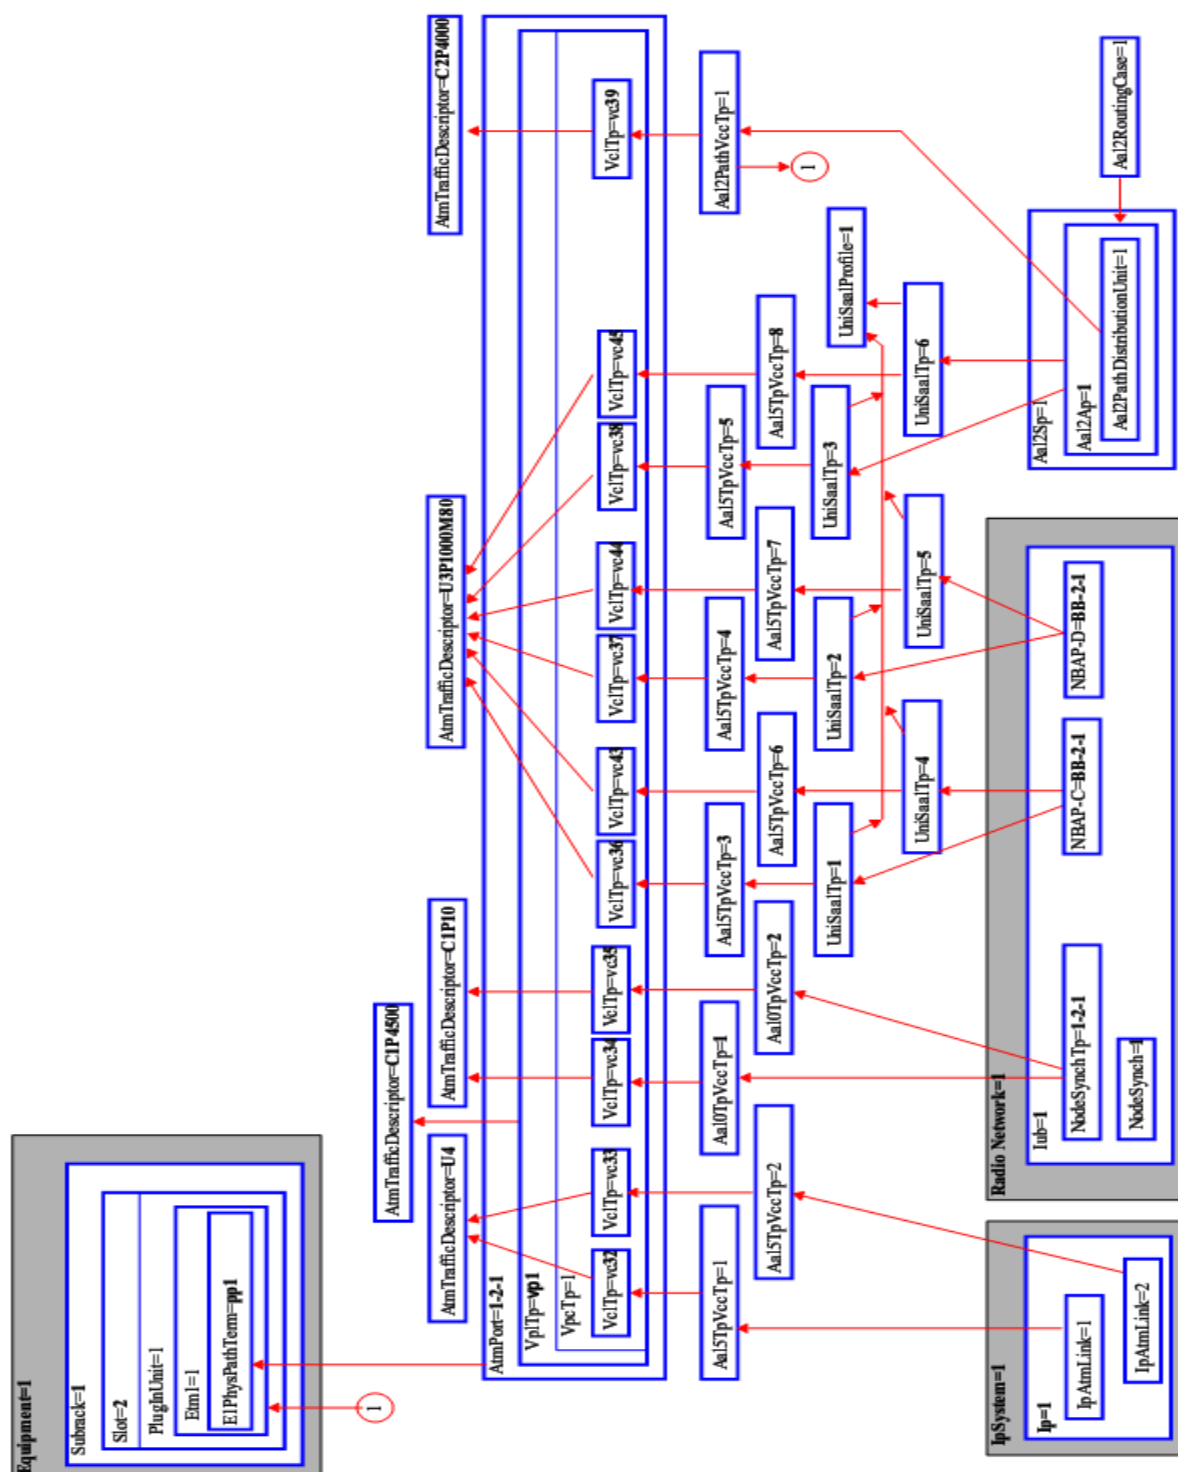 Equipment=1
Subrack=1
Slot=2
PlugInUnit=1
Etm1=1
E1PhysPathTerm=pp1
1
AtmTrafficDescriptor=C1P4500
AtmTrafficDescriptor=U4
AtmTrafficDescriptor=C1P10
AtmTrafficDescriptor=U3P1000M80
AtmTrafficDescriptor=C2P4000
AtmPort=1-2-1
VplTp=vp1
VpcTp=1
VclTp=vc32
VclTp=vc33
VclTp=vc34
VclTp=vc35
VclTp=vc36
VclTp=vc43
VclTp=vc37
VclTp=vc44
VclTp=vc38
VclTp=vc45
VclTp=vc39
Aal5TpVccTp=1
Aal5TpVccTp=2
Aal0TpVccTp=1
Aal0TpVccTp=2
Aal5TpVccTp=3
Aal5TpVccTp=6
Aal5TpVccTp=4
Aal5TpVccTp=7
Aal5TpVccTp=5
Aal5TpVccTp=8
Aal2PathVccTp=1
1
UniSaalTp=1
UniSaalTp=2
UniSaalTp=3
UniSaalProfile=1
UniSaalTp=4
UniSaalTp=5
UniSaalTp=6
IpSystem=1
Ip=1
IpAtmLink=1
IpAtmLink=2
Radio Network=1
Iub=1
NodeSynchTp=1-2-1
NodeSynch=1
NBAP-C=BB-2-1
NBAP-D=BB-2-1
Aal2Sp=1
Aal2Ap=1
Aal2PathDistributionUnit=1
Aal2RoutingCase=1